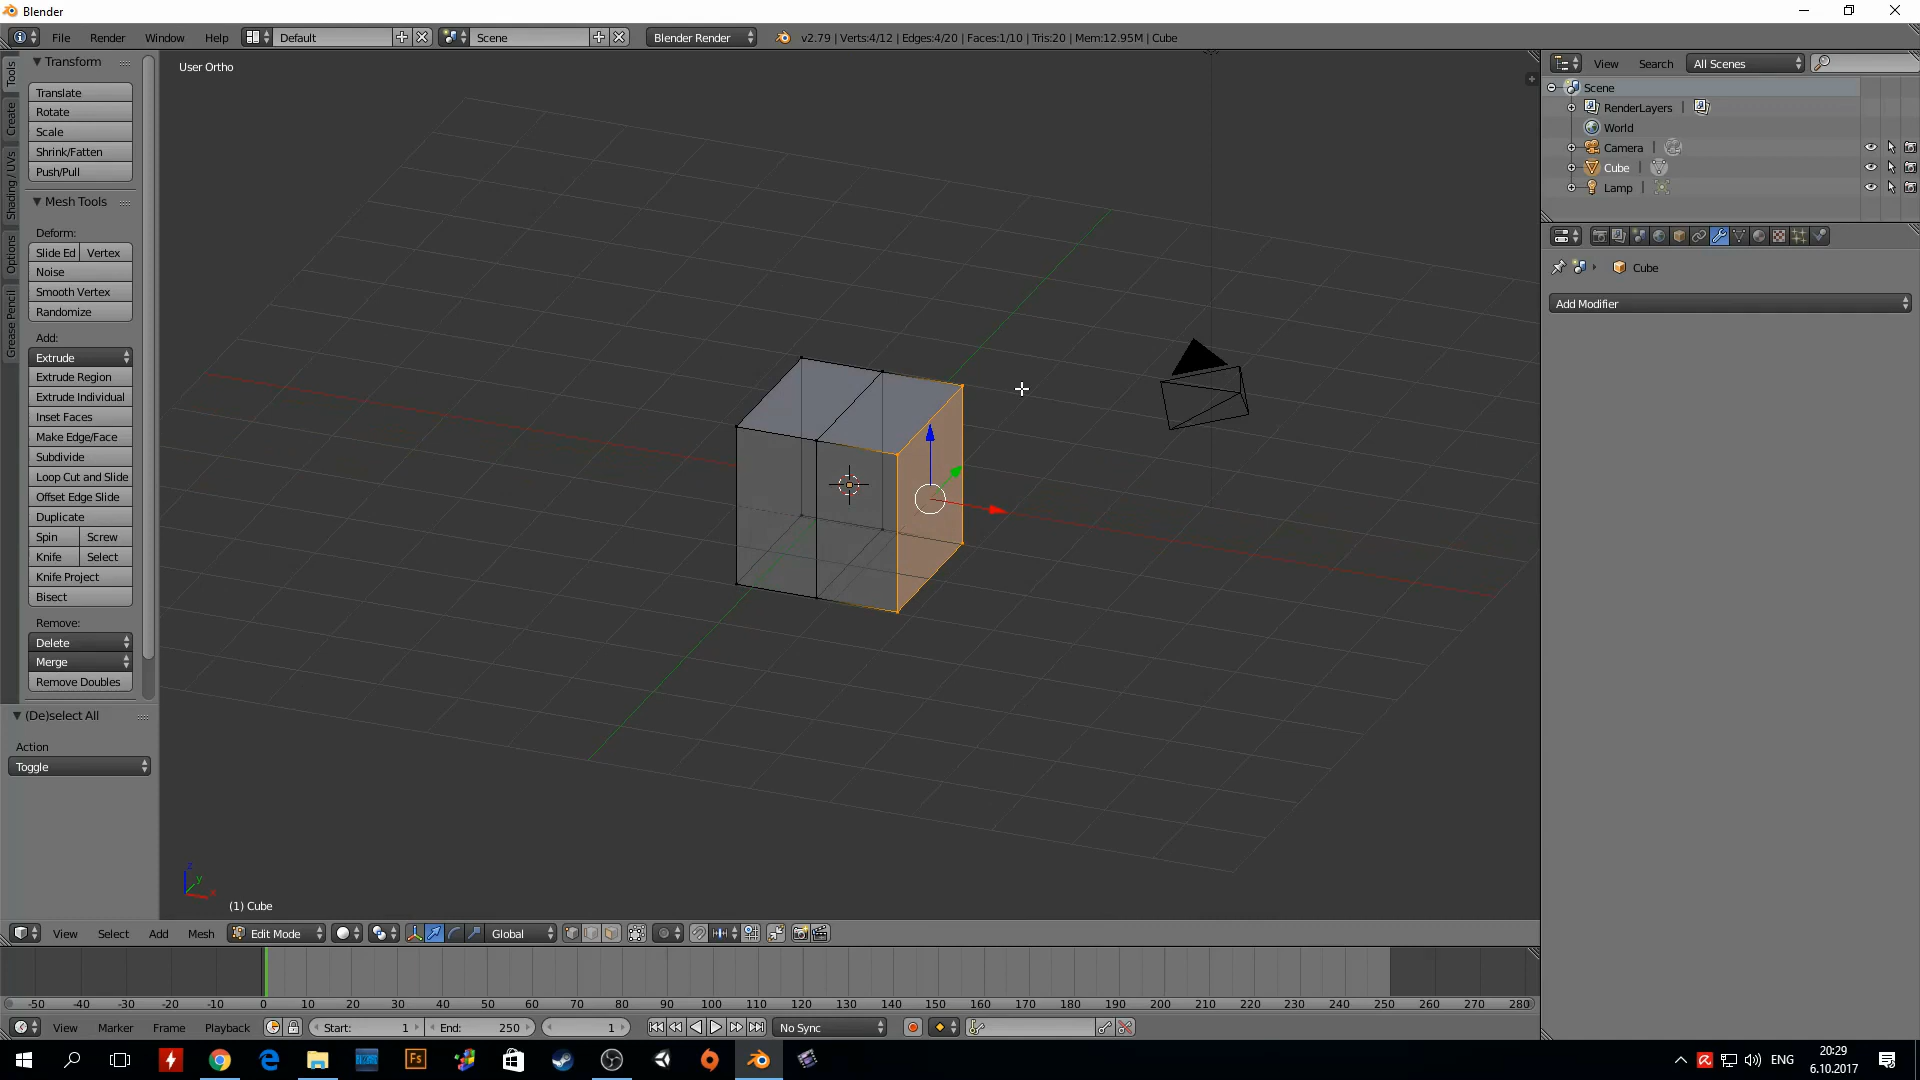 Blender
File Render Window Help Default Scene Blender Render v2.79 | Verts:4/12 | Edges:4/20 | Faces:1/10 | Tris:20 | Mem:12.95M | Cube
Tools
Create
Shading / UVs
Options
Grease Pencil
Transform
Translate
Rotate
Scale
Shrink/Fatten
Push/Pull
Mesh Tools
Deform:
Slide Ed Vertex
Noise
Smooth Vertex
Randomize
Add:
Extrude
Extrude Region
Extrude Individual
Inset Faces
Make Edge/Face
Subdivide
Loop Cut and Slide
Offset Edge Slide
Duplicate
Spin Screw
Knife Select
Knife Project
Bisect
Remove:
Delete
Merge
Remove Doubles
(De)select All
Action
Toggle
User Ortho
z
y
x
(1) Cube
View Search All Scenes
Scene
RenderLayers |
World
Camera |
Cube |
Lamp |
Cube
Add Modifier
View Select Add Mesh Edit Mode Global
-50 -40 -30 -20 -10 0 10 20 30 40 50 60 70 80 90 100 110 120 130 140 150 160 170 180 190 200 210 220 230 240 250 260 270 280
View Marker Frame Playback Start: 1 End: 250 1 No Sync
Fs
ENG
20:29
6.10.2017